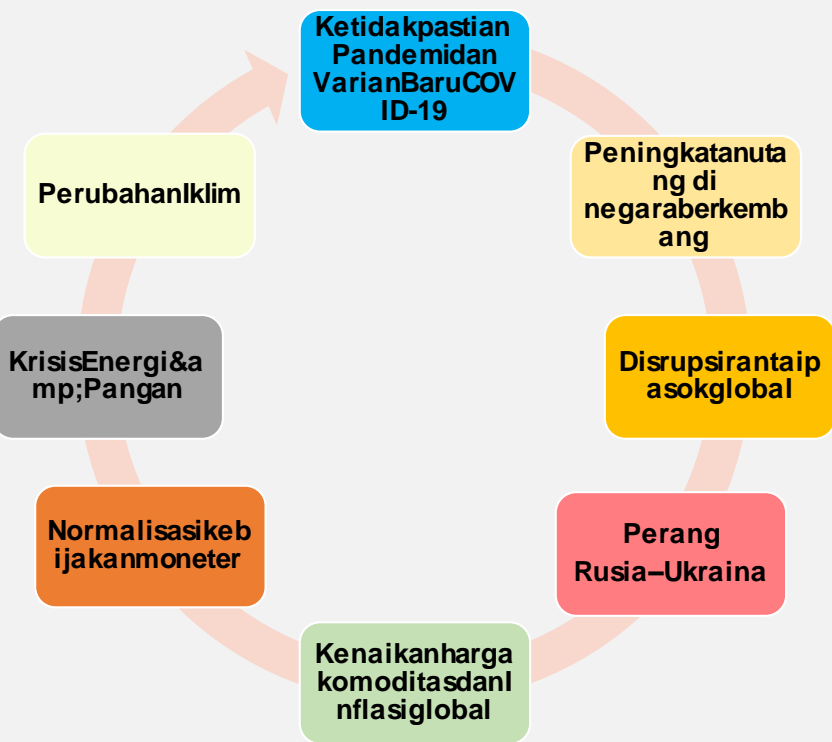 Ketidakpastian
Pandemidan
VarianBaruCOV
ID-19
Peningkatanuta
ng di
negaraberkemb
ang
Disrupsirantaip
asokglobal
Perang
Rusia–Ukraina
Kenaikanharga
komoditasdanI
nflasiglobal
Normalisasikeb
ijakanmoneter
KrisisEnergi&a
mp;Pangan
PerubahanIklim